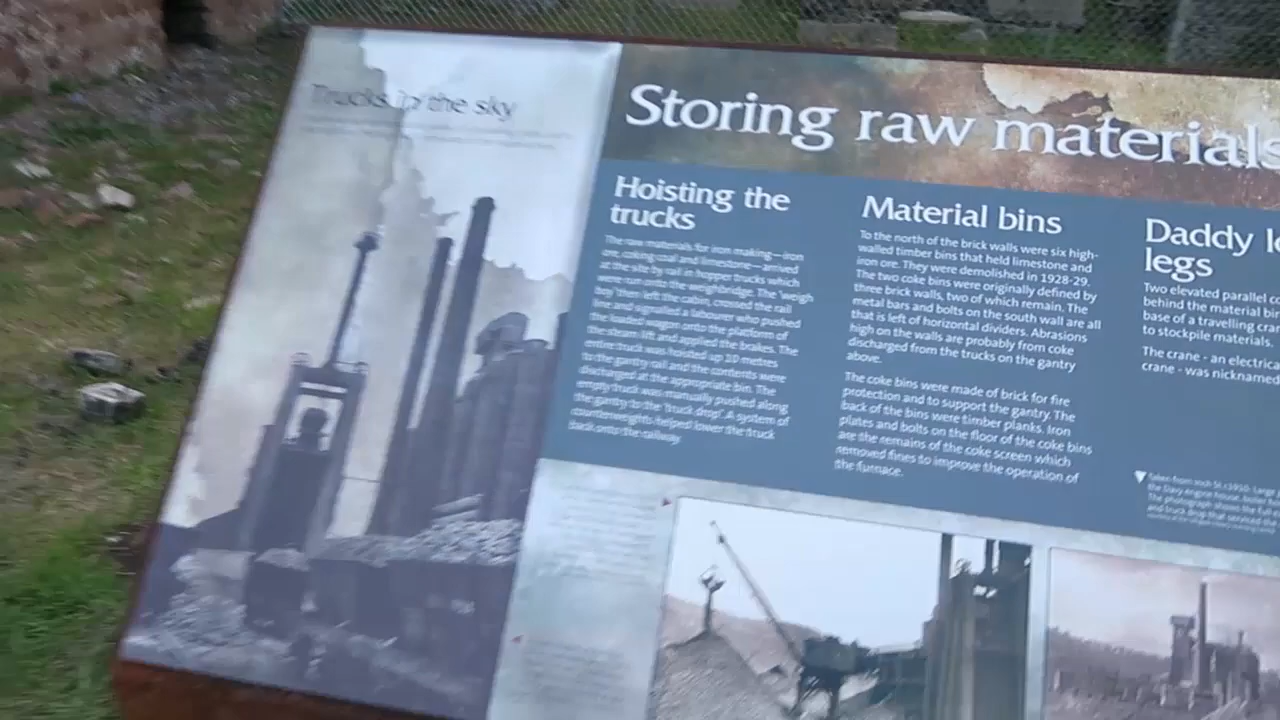 Trucks in the sky
Storing raw materials
Hoisting the
trucks
The raw materials for iron making—iron
ore, coking coal and limestone—arrived
at the site by rail in hopper trucks which
were run onto the weighbridge. The 'weigh
boy' then left the cabin, crossed the rail
line and signalled a labourer who pushed
the loaded wagon onto the platform of
the steam lift and applied the brakes. The
entire truck was hoisted up 10 metres
to the gantry rail and the contents were
discharged at the appropriate bin. The
empty truck was manually pushed along
the gantry to the 'truck drop'. A system of
counterweights helped lower the truck
back onto the railway.
Material bins
To the north of the brick walls were six high-
walled timber bins that held limestone and
iron ore. They were demolished in 1928-29.
The two coke bins were originally defined by
three brick walls, two of which remain. The
metal bars and bolts on the south wall are all
that is left of horizontal dividers. Abrasions
high on the walls are probably from coke
discharged from the trucks on the gantry
above.
The coke bins were made of brick for fire
protection and to support the gantry. The
back of the bins were timber planks. Iron
plates and bolts on the floor of the coke bins
are the remains of the coke screen which
removed fines to improve the operation of
the furnace.
Daddy
legs
Two elevated parallel
behind the material
base of a travelling
to stockpile materials.
The crane - an
crane - was nicknamed